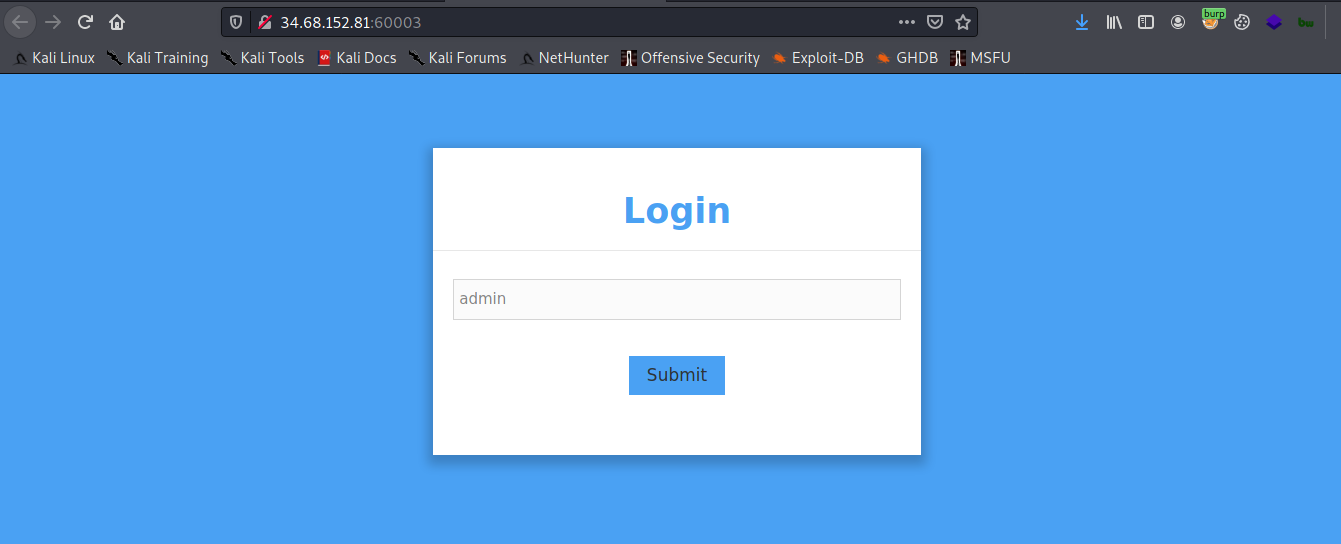 34.68.152.81:60003
burp
Kali Linux Kali Training Kali Tools Kali Docs Kali Forums NetHunter Offensive Security Exploit-DB GHDB MSFU
Login
admin
Submit